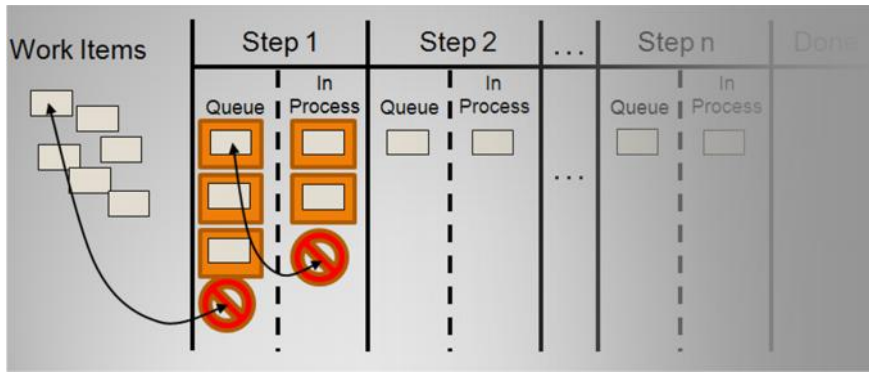 Work Items
Step 1
Step 2
...
Step n
Done
Queue
In
Process
Queue
In
Process
...
Queue
In
Process